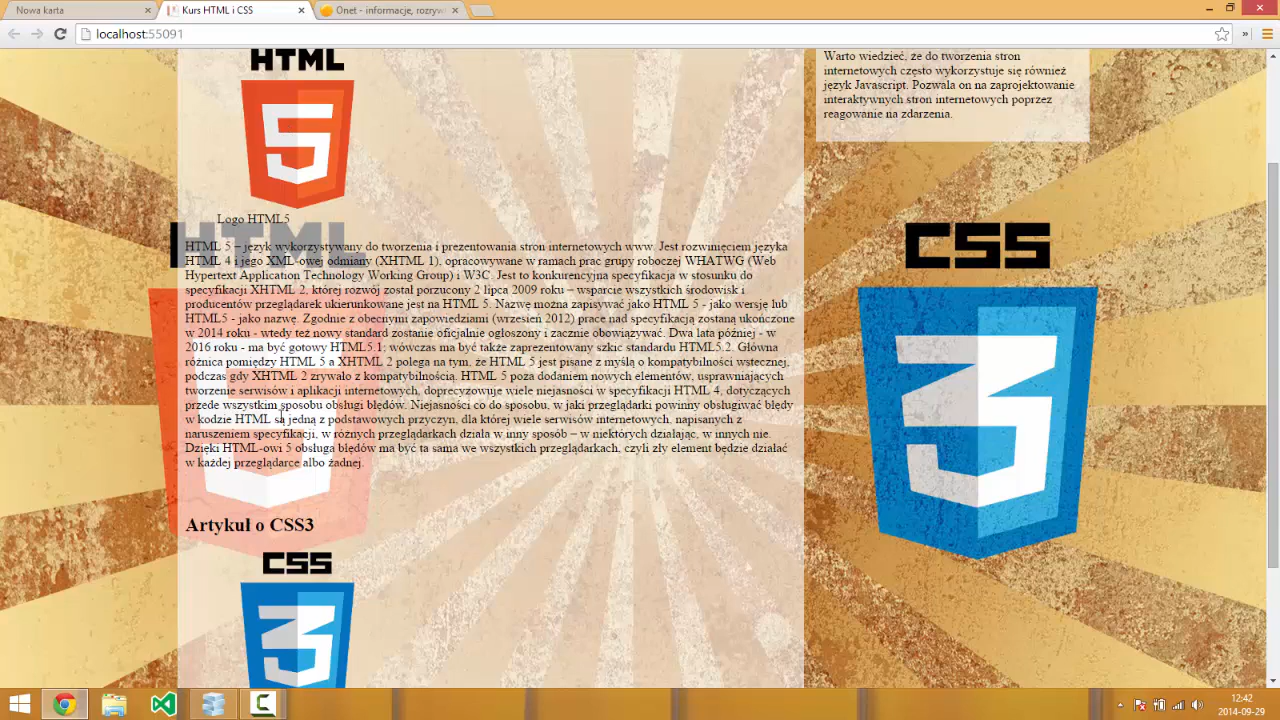 Nowa karta
Kurs HTML i CSS
Onet - informacje, rozryw
localhost:55091
HTML
5
Logo HTML5
HTML
HTML 5 – język wykorzystywany do tworzenia i prezentowania stron internetowych www. Jest rozwinięciem języka
HTML 4 i jego XML-owej odmiany (XHTML 1), opracowywane w ramach prac grupy roboczej WHATWG (Web
Hypertext Application Technology Working Group) i W3C. Jest to konkurencyjna specyfikacja w stosunku do
specyfikacji XHTML 2, której rozwój został porzucony 2 lipca 2009 roku – wsparcie wszystkich środowisk i
producentów przeglądarek ukierunkowane jest na HTML 5. Nazwę można zapisywać jako HTML 5 - jako wersję lub
HTML5 - jako nazwę. Zgodnie z obecnymi zapowiedziami (wrzesień 2012) prace nad specyfikacją zostaną ukończone
w 2014 roku - wtedy też nowy standard zostanie oficjalnie ogłoszony i zacznie obowiązywać. Dwa lata później - w
2016 roku - ma być gotowy HTML5.1; wówczas ma być także zaprezentowany szkic standardu HTML5.2. Główna
różnica pomiędzy HTML 5 a XHTML 2 polega na tym, że HTML 5 jest pisane z myślą o kompatybilności wstecznej,
podczas gdy XHTML 2 zrywało z kompatybilnością. HTML 5 poza dodaniem nowych elementów, usprawniających
tworzenie serwisów i aplikacji internetowych, doprecyzowuje wiele niejasności w specyfikacji HTML 4, dotyczących
przede wszystkim sposobu obsługi błędów. Niejasności co do sposobu, w jaki przeglądarki powinny obsługiwać błędy
w kodzie HTML są jedną z podstawowych przyczyn, dla której wiele serwisów internetowych, napisanych z
naruszeniem specyfikacji, w różnych przeglądarkach działa w inny sposób – w niektórych działając, w innych nie.
Dzięki HTML-owi 5 obsługa błędów ma być ta sama we wszystkich przeglądarkach, czyli zły element będzie działać
w każdej przeglądarce albo żadnej.
Artykuł o CSS3
CSS
3
Warto wiedzieć, że do tworzenia stron
internetowych często wykorzystuje się również
język Javascript. Pozwala on na zaprojektowanie
interaktywnych stron internetowych poprzez
reagowanie na zdarzenia.
CSS
3
12:42
2014-09-29